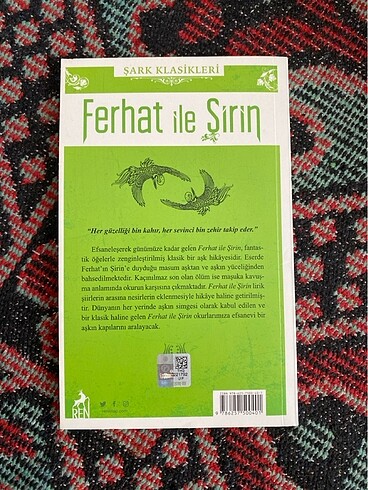 ŞARK KLASİKLERİ
Ferhat ile Şirin
"Her güzelliği bin kahır, her sevinci bin zehir takip eder."
Efsaneleşerek günümüze kadar gelen Ferhat ile Şirin, fantas-
tik öğelerle zenginleştirilmiş klasik bir aşk hikâyesidir. Eserde
Ferhat'ın Şirin'e duyduğu masum aşktan ve aşkın yüceliğinden
bahsedilmektedir. Kaçınılmaz son olan ölüm ise maşuka kavuş-
ma anlamında okurun karşısına çıkmaktadır. Ferhat ile Şirin lirik
şiirlerin arasına nesirlerin eklenmesiyle hikâye haline getirilmiş-
tir. Dünyanın her yerinde aşkın simgesi olarak kabul edilen ve
bir klasik haline gelen Ferhat ile Şirin okurlarımıza efsanevi bir
aşkın kapılarını aralayacak.
REN
9 786257 500401